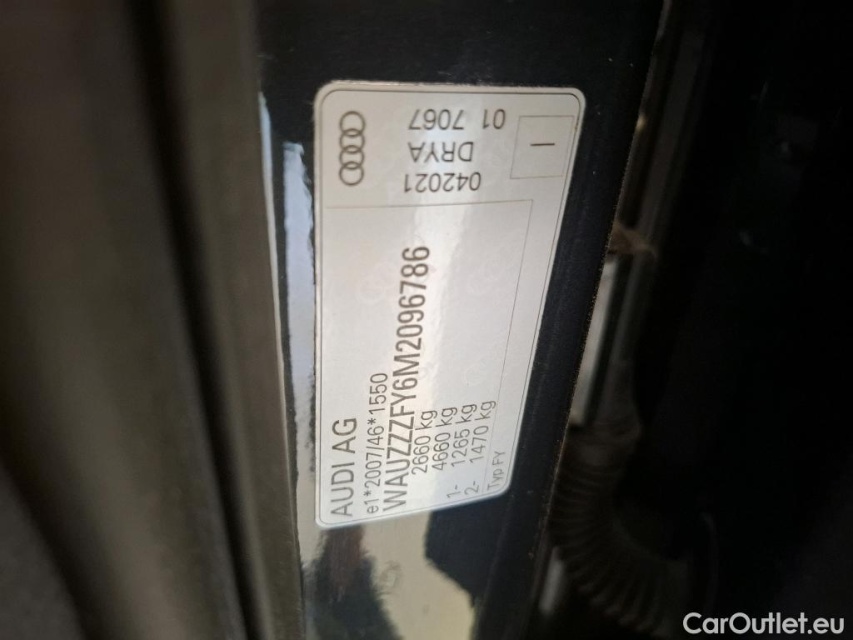 AUDI AG
e1*2007/46*1550
WAUZZZFY6M2096786
2660 kg
4660 kg
1- 1265 kg
2- 1470 kg
Typ FY
042021
DRYA
01 7067
–
CarOutlet.eu